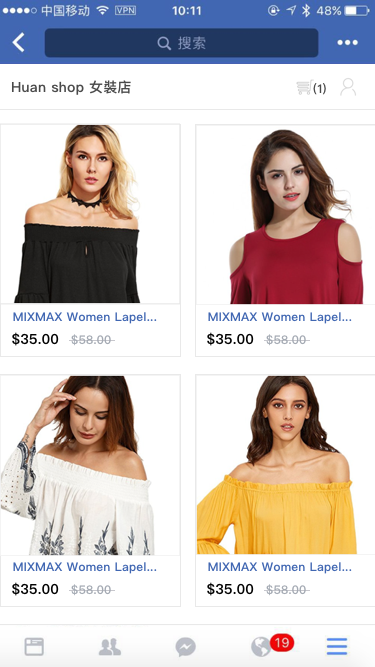 中国移动 VPN 10:11 48%
搜索
Huan shop 女裝店 (1)
MIXMAX Women Lapel...
$35.00 $58.00
MIXMAX Women Lapel...
$35.00 $58.00
MIXMAX Women Lapel...
$35.00 $58.00
MIXMAX Women Lapel...
$35.00 $58.00
19